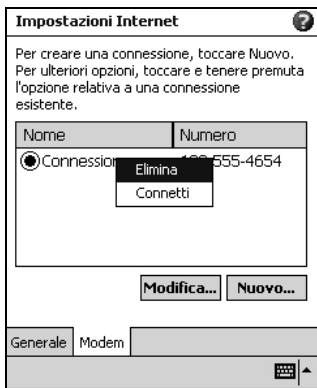 Impostazioni Internet
Per creare una connessione, toccare Nuovo.
Per ulteriori opzioni, toccare e tenere premuta
l'opzione relativa a una connessione
esistente.
Nome Numero
555-4654
Elimina
Connetti
Modifica... Nuovo...
Generale Modem